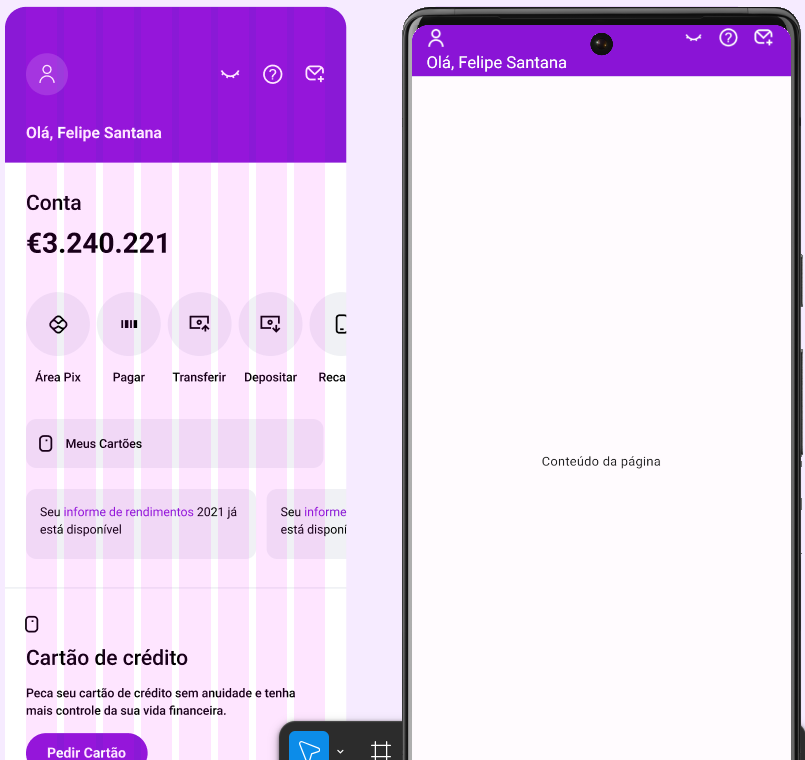 Olá, Felipe Santana
Conta
€3.240.221
Área Pix
Pagar
Transferir
Depositar
Reca
Meus Cartões
Seu informe de rendimentos 2021 já
está disponível
Seu informe
está disponí
Cartão de crédito
Peca seu cartão de crédito sem anuidade e tenha
mais controle da sua vida financeira.
Pedir Cartão
Olá, Felipe Santana
Conteúdo da página